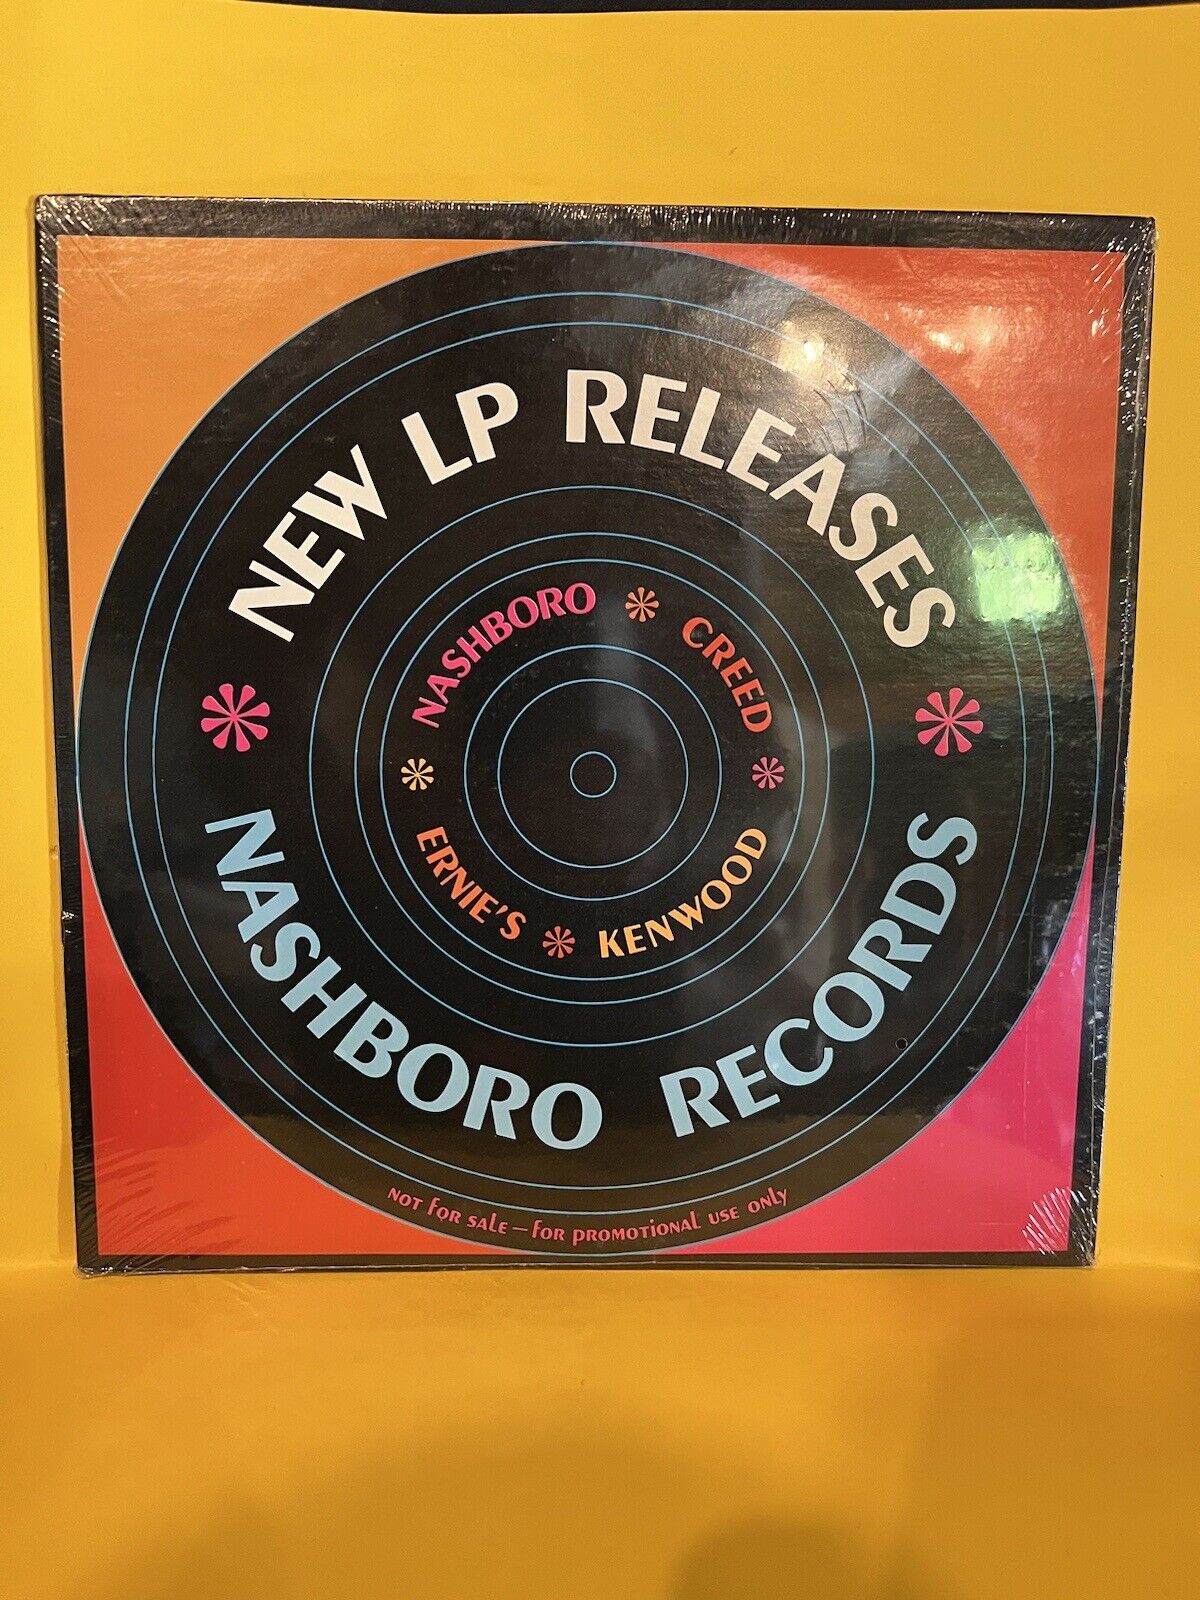 NEW LP RELEASES
NASHBORO CREED
ERNIE'S KENWOOD
NASHBORO RECORDS
NOT FOR SALE – FOR PROMOTIONAL USE ONLY